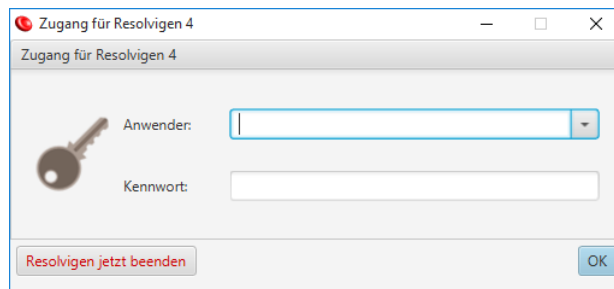 Zugang für Resolvigen 4
Zugang für Resolvigen 4
Anwender:
Kennwort:
Resolvigen jetzt beenden
OK